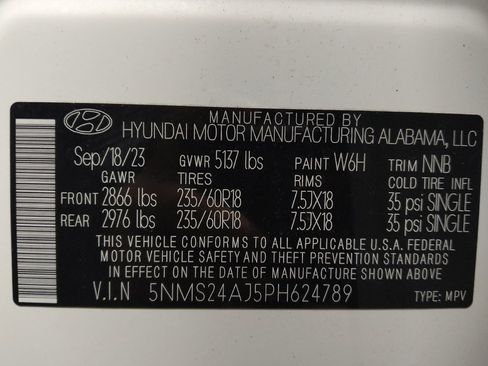 MANUFACTURED BY
HYUNDAI MOTOR MANUFACTURING ALABAMA, LLC
Sep/18/23 GVWR 5137 lbs PAINT W6H TRIM NNB
GAWR TIRES RIMS COLD TIRE INFL
FRONT 2866 lbs 235/60R18 7.5JX18 35 psi SINGLE
REAR 2976 lbs 235/60R18 7.5JX18 35 psi SINGLE
THIS VEHICLE CONFORMS TO ALL APPLICABLE U.S.A. FEDERAL
MOTOR VEHICLE SAFETY AND BUMPER STANDARDS AND
THEFT PREVENTION STANDARDS IN
EFFECT ON THE DATE OF MANUFACTURE SHOWN ABOVE.
V.I.N 5NMS24AJ5PH624789 TYPE: MPV